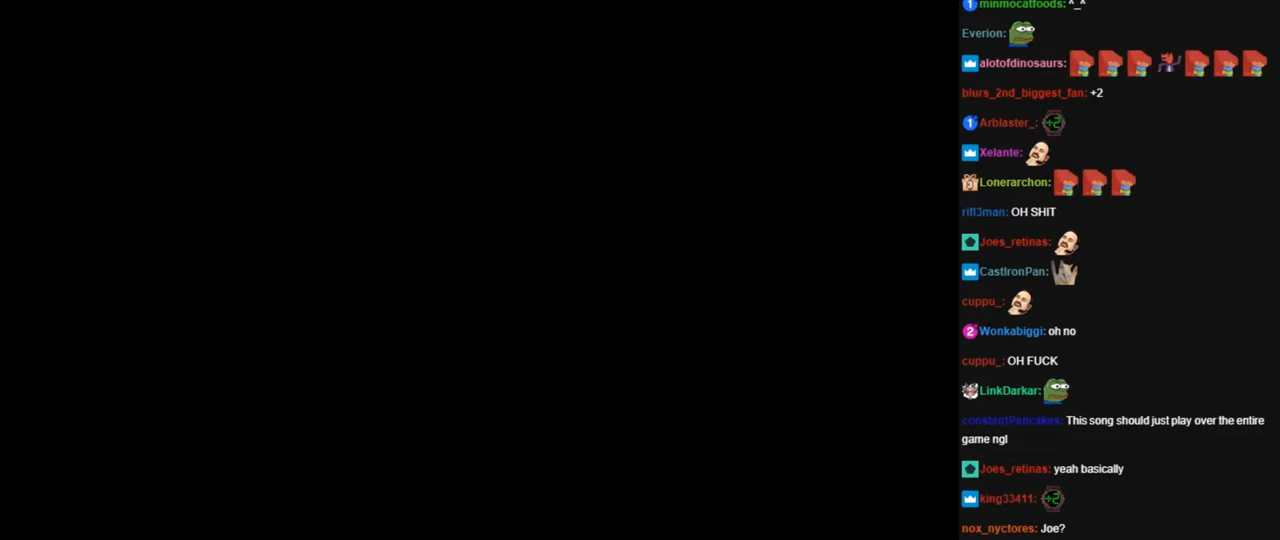 minmocatfoods: ^_^
Everion:
alotofdinosaurs:
blurs_2nd_biggest_fan: +2
Arblaster_: +2
Xelante:
Lonerarchon:
rifl3man: OH SHIT
Joes_retinas:
CastIronPan:
cuppu_:
Wonkabiggi: oh no
cuppu_: OH FUCK
LinkDarkar:
constantPancakes: This song should just play over the entire
game ngl
Joes_retinas: yeah basically
king33411: +2
nox_nyctores: Joe?